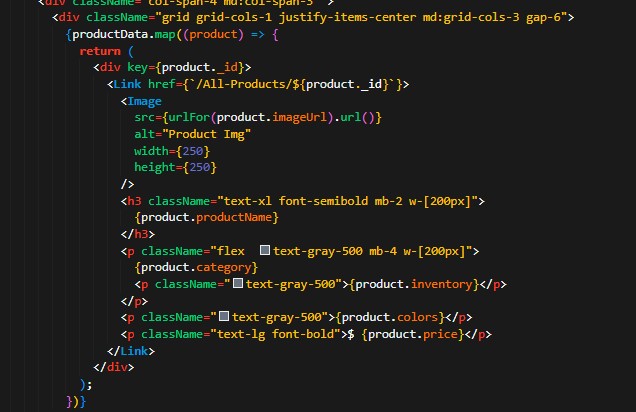 <div className="col-span-4 md:col-span-3 ">
<div className="grid grid-cols-1 justify-items-center md:grid-cols-3 gap-6">
{productData.map((product) => {
return (
<div key={product._id}>
<Link href={`/All-Products/${product._id}`}>
<Image
src={urlFor(product.imageUrl).url()}
alt="Product Img"
width={250}
height={250}
/>
<h3 className="text-xl font-semibold mb-2 w-[200px]">
{product.productName}
</h3>
<p className="flex text-gray-500 mb-4 w-[200px]">
{product.category}
<p className="text-gray-500">{product.inventory}</p>
</p>
<p className="text-gray-500">{product.colors}</p>
<p className="text-lg font-bold">$ {product.price}</p>
</Link>
</div>
);
})}